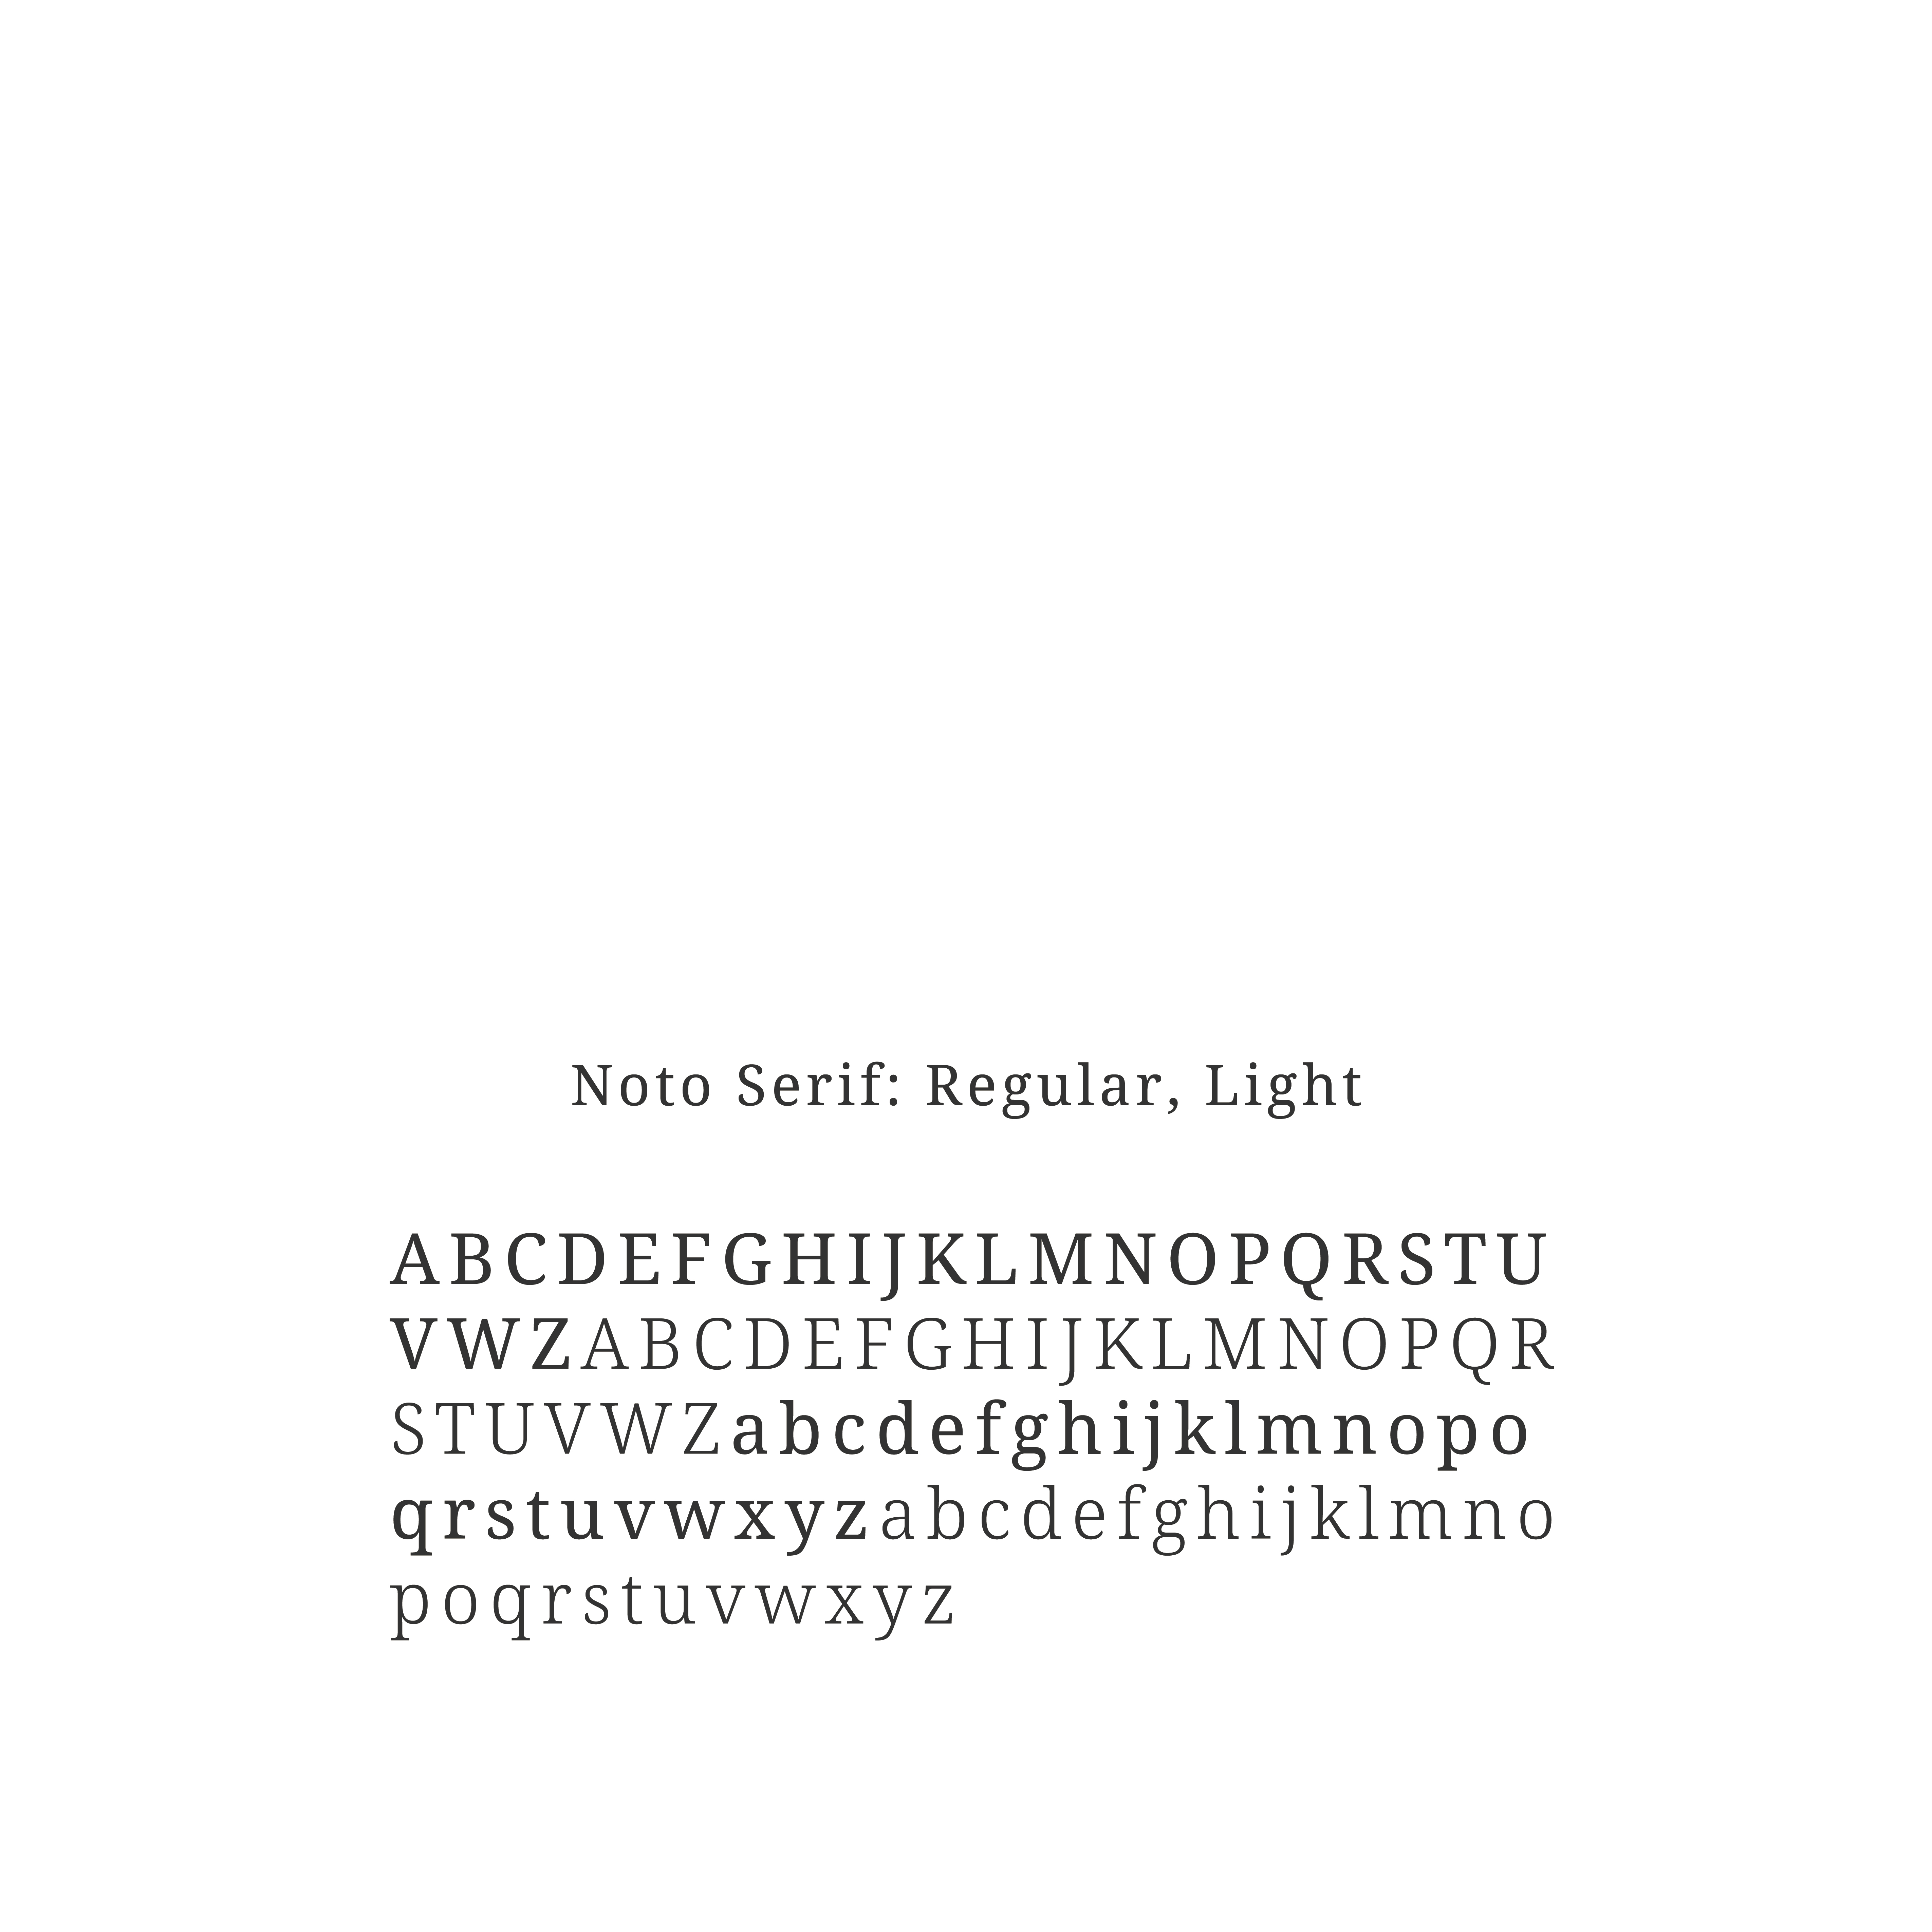 Noto Serif: Regular, Light
ABCDEFGHIJKLMNOPQRSTU
VWZABCDEFGHIJKLMNOPQR
STUVWZabcdefghijklmnopo
qrstuvwxyzabcdefghijklmno
poqrstuvwxyz